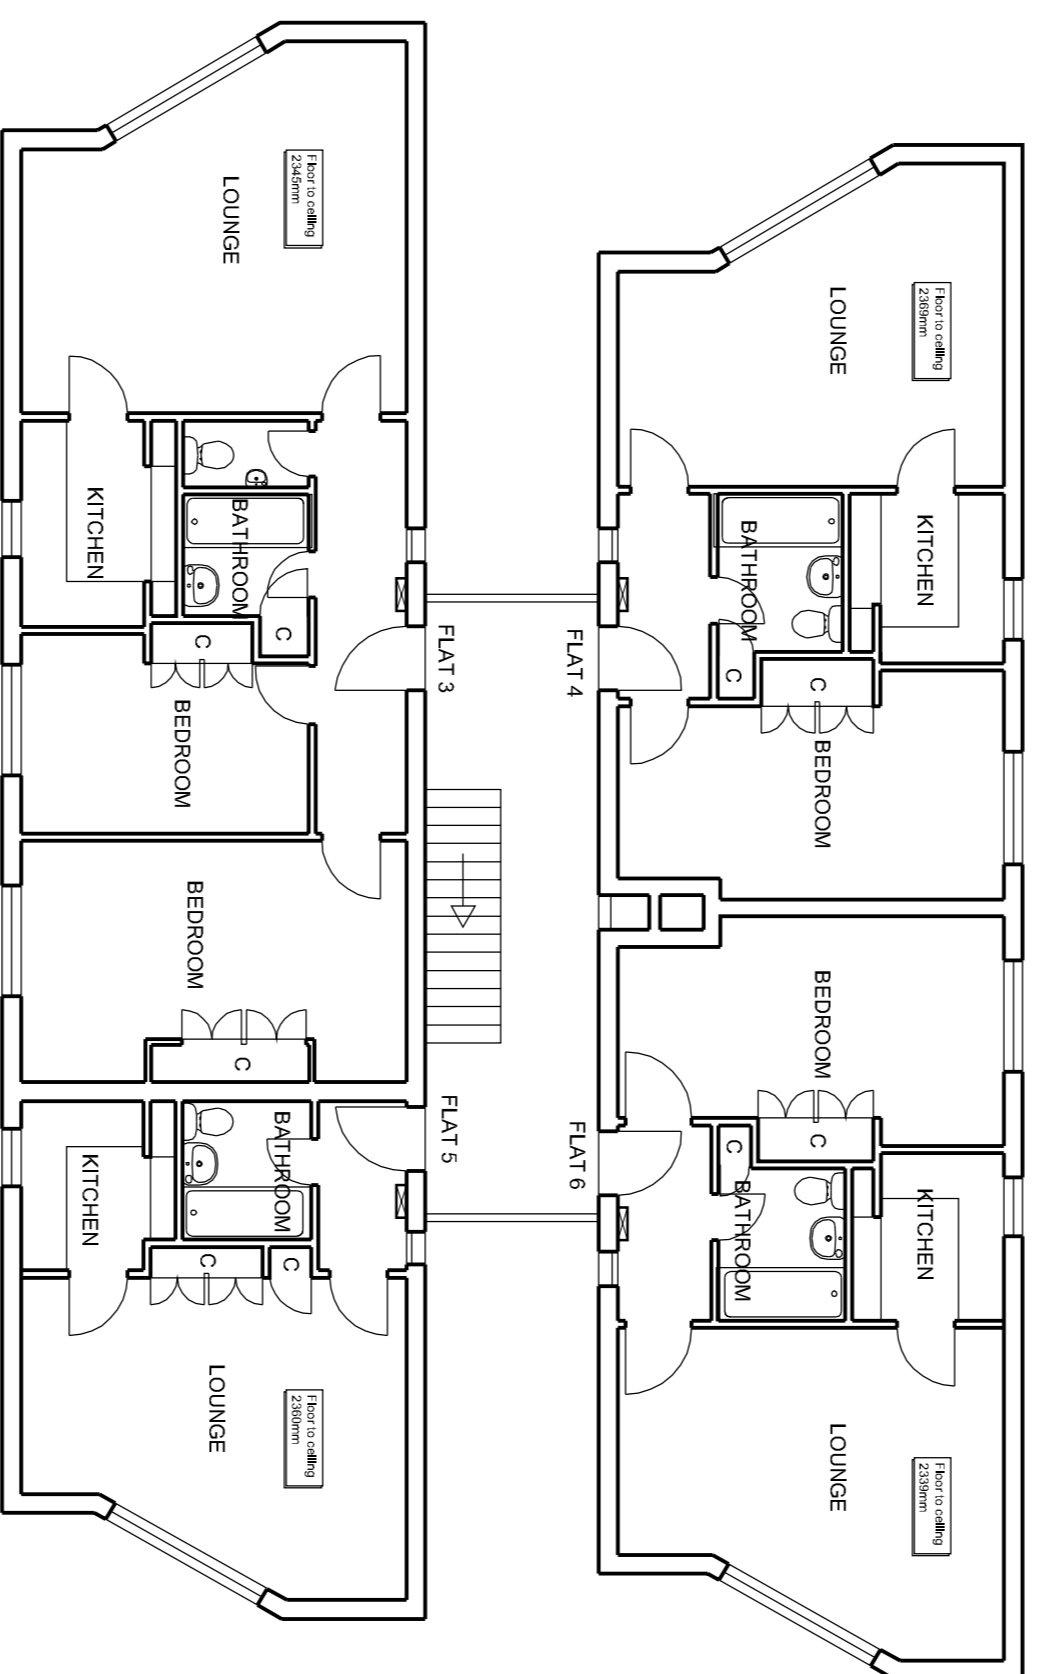 Floor to ceiling
2345mm
LOUNGE
KITCHEN
BATHROOM
C
C
BEDROOM
FLAT 3
BEDROOM
C
Floor to ceiling
2369mm
LOUNGE
KITCHEN
BATHROOM
C
C
BEDROOM
FLAT 4
FLAT 5
BATHROOM
KITCHEN
C
C
LOUNGE
Floor to ceiling
2360mm
FLAT 6
BEDROOM
C
C
BATHROOM
KITCHEN
LOUNGE
Floor to ceiling
2339mm